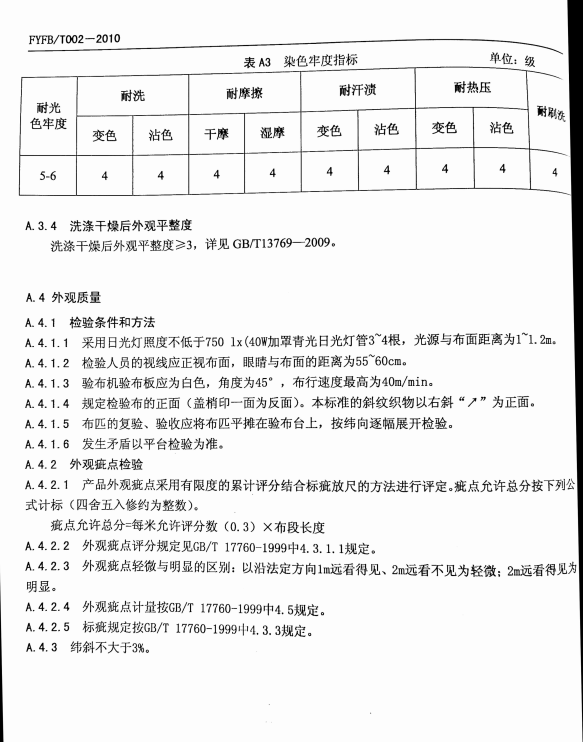 FYFB/T002—2010
表 A3 染色牢度指标 单位：级
耐光色牢度 耐洗 耐摩擦 耐汗渍 耐热压 耐刷洗
变色 沾色 干摩 湿摩 变色 沾色 变色 沾色
5-6 4 4 4 4 4 4 4 4 4
A.3.4 洗涤干燥后外观平整度
洗涤干燥后外观平整度≥3，详见 GB/T13769—2009。
A.4 外观质量
A.4.1 检验条件和方法
A.4.1.1 采用日光灯照度不低于750 lx(40W加罩青光日光灯管3~4根，光源与布面距离为1~1.2m。
A.4.1.2 检验人员的视线应正视布面，眼睛与布面的距离为55~60cm。
A.4.1.3 验布机验布板应为白色，角度为45°，布行速度最高为40m/min。
A.4.1.4 规定检验布的正面（盖梢印一面为反面）。本标准的斜纹织物以右斜“↗”为正面。
A.4.1.5 布匹的复验、验收应将布匹平摊在验布台上，按纬向逐幅展开检验。
A.4.1.6 发生矛盾以平台检验为准。
A.4.2 外观疵点检验
A.4.2.1 产品外观疵点采用有限度的累计评分结合标疵放尺的方法进行评定。疵点允许总分按下列公
式计标（四舍五入修约为整数）。
疵点允许总分=每米允许评分数（0.3）×布段长度
A.4.2.2 外观疵点评分规定见GB/T 17760-1999中4.3.1.1规定。
A.4.2.3 外观疵点轻微与明显的区别：以沿法定方向1m远看得见、2m远看不见为轻微；2m远看得见为
明显。
A.4.2.4 外观疵点计量按GB/T 17760-1999中4.5规定。
A.4.2.5 标疵规定按GB/T 17760-1999中4.3.3规定。
A.4.3 纬斜不大于3%。